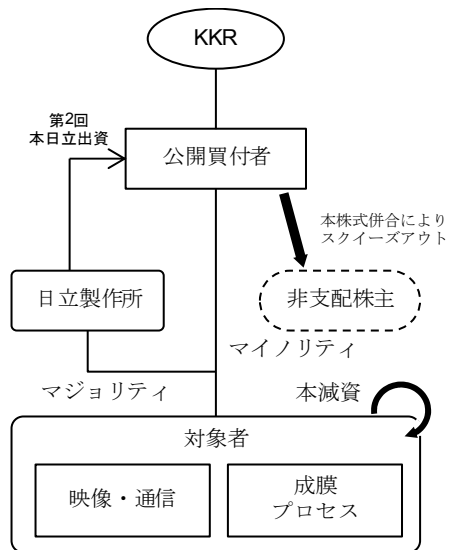 KKR
第2回
本日立出資
公開買付者
本株式併合により
スクイーズアウト
日立製作所
非支配株主
マイノリティ
マジョリティ
本減資
対象者
映像・通信
成膜
プロセス